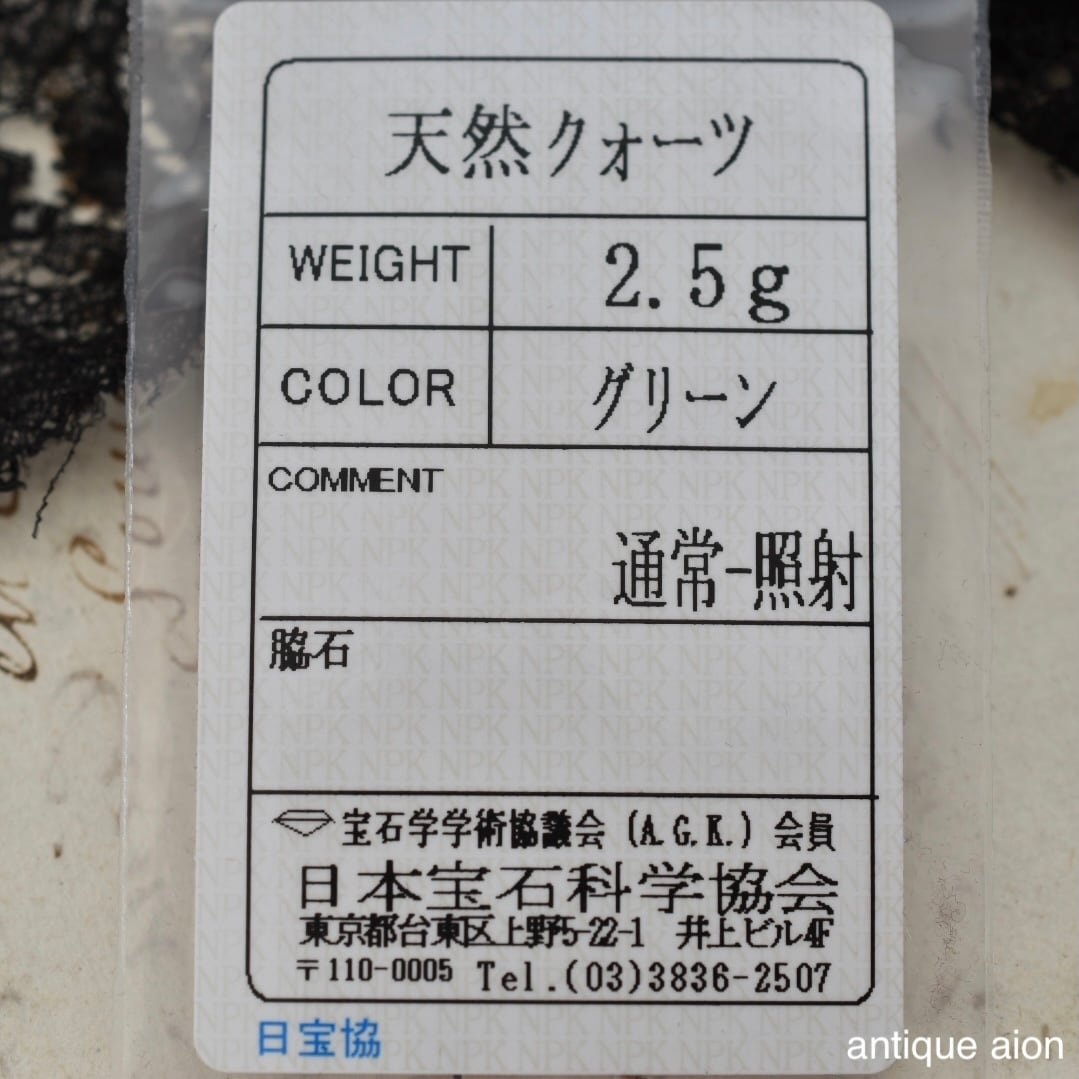 天然クォーツ
WEIGHT 2.5g
COLOR グリーン
COMMENT
通常-照射
脇石
宝石学学術協議会 (A.G.K.) 会員
日本宝石科学協会
東京都台東区上野5-22-1 井上ビル4F
〒110-0005 Tel.(03)3836-2507
日宝協
antique aion